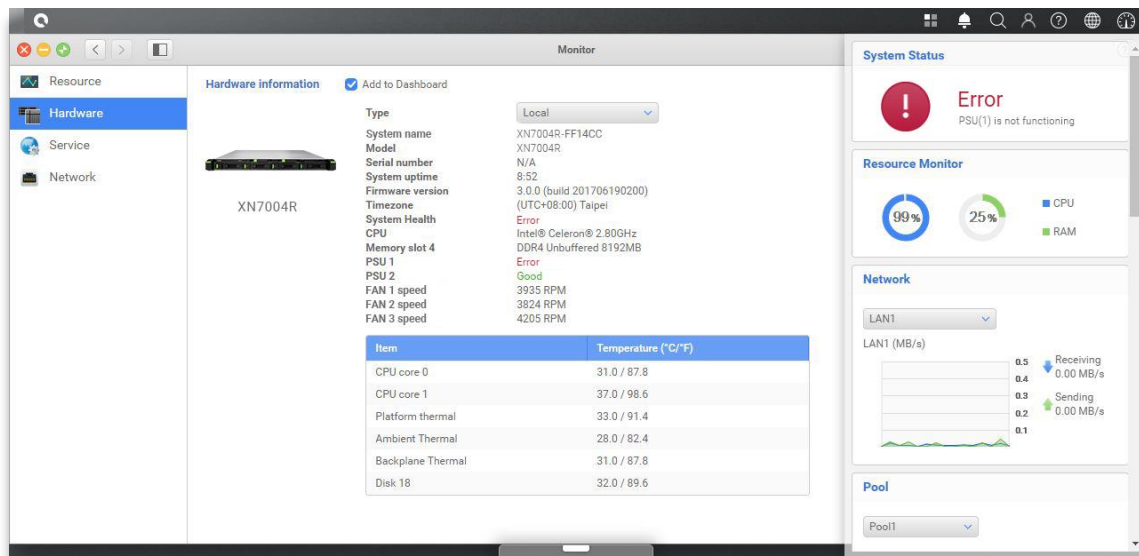 Monitor
Resource
Hardware
Service
Network
Hardware information
Add to Dashboard
XN7004R
Type Local
System name XN7004R-FF14CC
Model XN7004R
Serial number N/A
System uptime 8:52
Firmware version 3.0.0 (build 201706190200)
Timezone (UTC+08:00) Taipei
System Health Error
CPU Intel® Celeron® 2.80GHz
Memory slot 4 DDR4 Unbuffered 8192MB
PSU 1 Error
PSU 2 Good
FAN 1 speed 3935 RPM
FAN 2 speed 3824 RPM
FAN 3 speed 4205 RPM
Item Temperature (°C/°F)
CPU core 0 31.0 / 87.8
CPU core 1 37.0 / 98.6
Platform thermal 33.0 / 91.4
Ambient Thermal 28.0 / 82.4
Backplane Thermal 31.0 / 87.8
Disk 18 32.0 / 89.6
System Status
Error
PSU(1) is not functioning
Resource Monitor
99%
25%
CPU
RAM
Network
LAN1
LAN1 (MB/s)
0.5
0.4
0.3
0.2
0.1
Receiving
0.00 MB/s
Sending
0.00 MB/s
Pool
Pool1